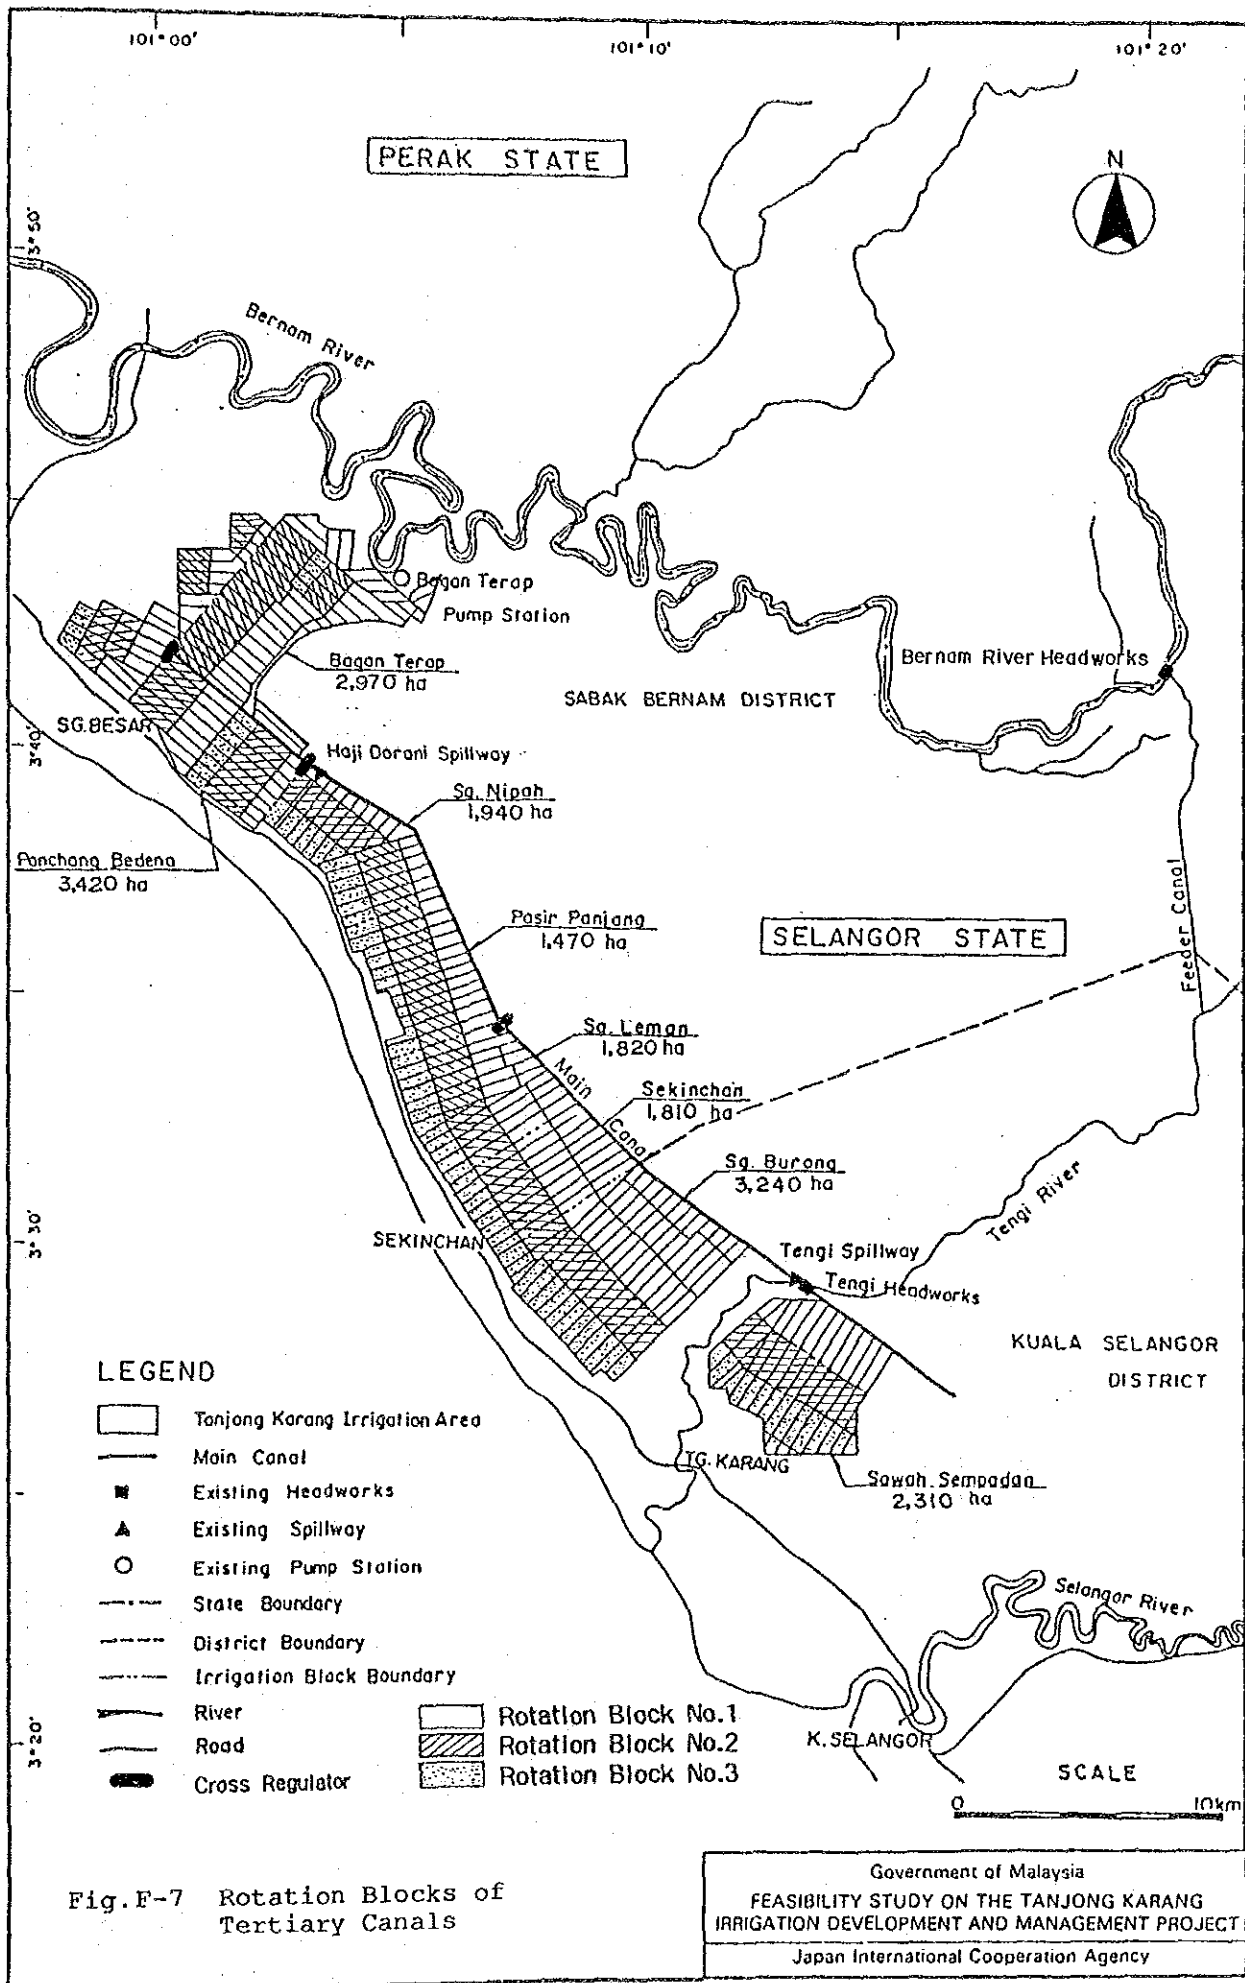 101°00'
101°10'
101°20'
PERAK STATE
N
3°50'
Bernam River
Bagan Terap
Pump Station
Bernam River Headworks
Bagan Terap
2,970 ha
SABAK BERNAM DISTRICT
SG.BESAR
3°40'
Haji Dorani Spillway
Sg. Nipah
1,940 ha
Panchang Bedena
3,420 ha
Pasir Panjang
1,470 ha
SELANGOR STATE
Feeder Canal
Sg. Leman
1,820 ha
Main Canal
Sekinchan
1,810 ha
Sg. Burong
3,240 ha
Tengi River
3°30'
SEKINCHAN
Tengi Spillway
Tengi Headworks
KUALA SELANGOR
DISTRICT
LEGEND
Tanjong Karang Irrigation Area
Main Canal
Existing Headworks
Existing Spillway
Existing Pump Station
State Boundary
District Boundary
Irrigation Block Boundary
River
Road
Cross Regulator
Rotation Block No.1
Rotation Block No.2
Rotation Block No.3
TG. KARANG
Sawah Sempadan
2,310 ha
Selangor River
3°20'
K. SELANGOR
SCALE
0 10km
Fig.F-7 Rotation Blocks of
Tertiary Canals
Government of Malaysia
FEASIBILITY STUDY ON THE TANJONG KARANG
IRRIGATION DEVELOPMENT AND MANAGEMENT PROJECT
Japan International Cooperation Agency